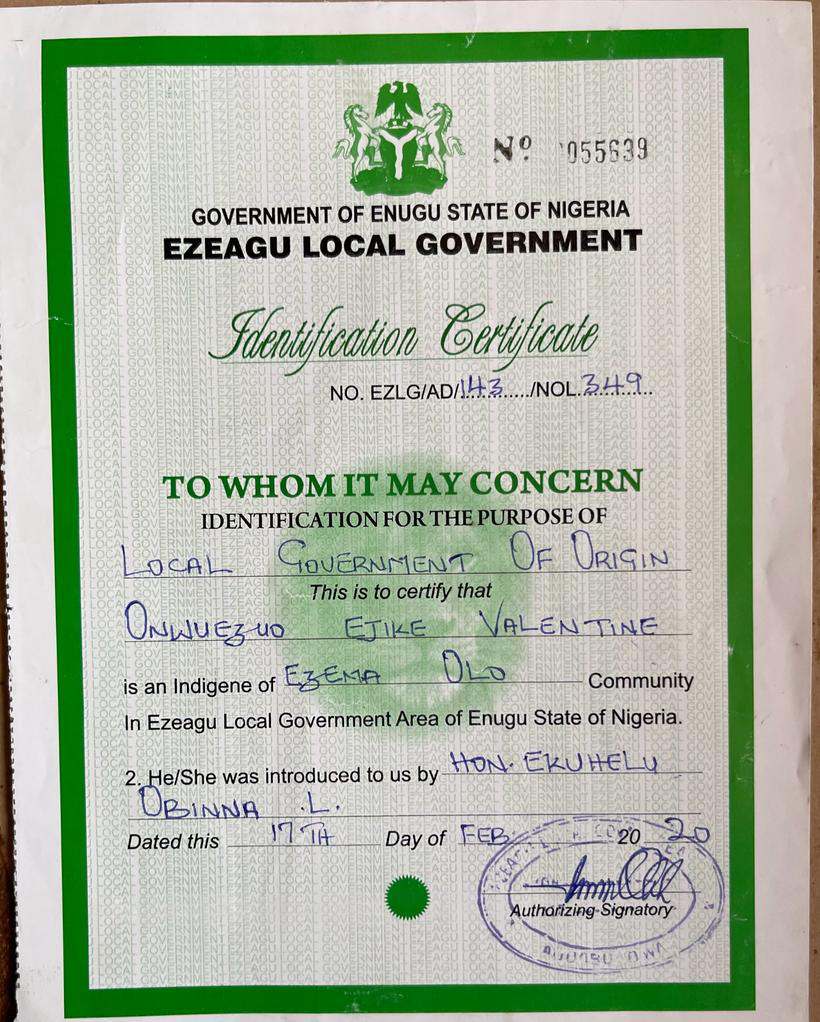 Nº 055639
GOVERNMENT OF ENUGU STATE OF NIGERIA
EZEAGU LOCAL GOVERNMENT
Identification Certificate
NO. EZLG/AD/143....../NOL.349
TO WHOM IT MAY CONCERN
IDENTIFICATION FOR THE PURPOSE OF
LOCAL GOVERNMENT OF ORIGIN
This is to certify that
ONWUEZUO EJIKE VALENTINE
is an Indigene of EZEMA OLO Community
In Ezeagu Local Government Area of Enugu State of Nigeria.
2. He/She was introduced to us by HON. EKUHELU
OBINNA .L.
Dated this 17TH Day of FEB. 20 20
Authorizing Signatory